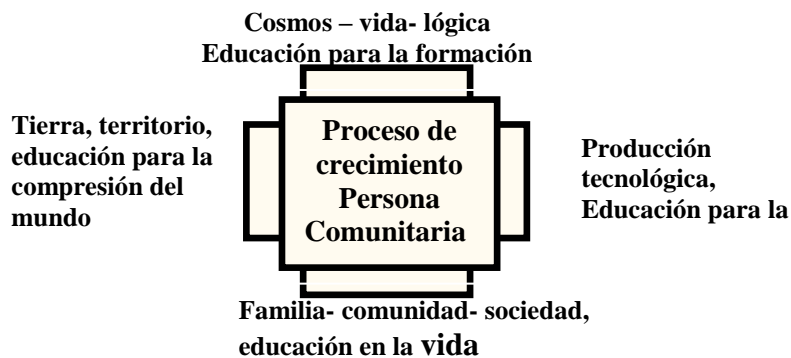 Cosmos – vida- lógica
Educación para la formación
Tierra, territorio,
educación para la
compresión del
mundo
Proceso de
crecimiento
Persona
Comunitaria
Producción
tecnológica,
Educación para la
Familia- comunidad- sociedad,
educación en la vida